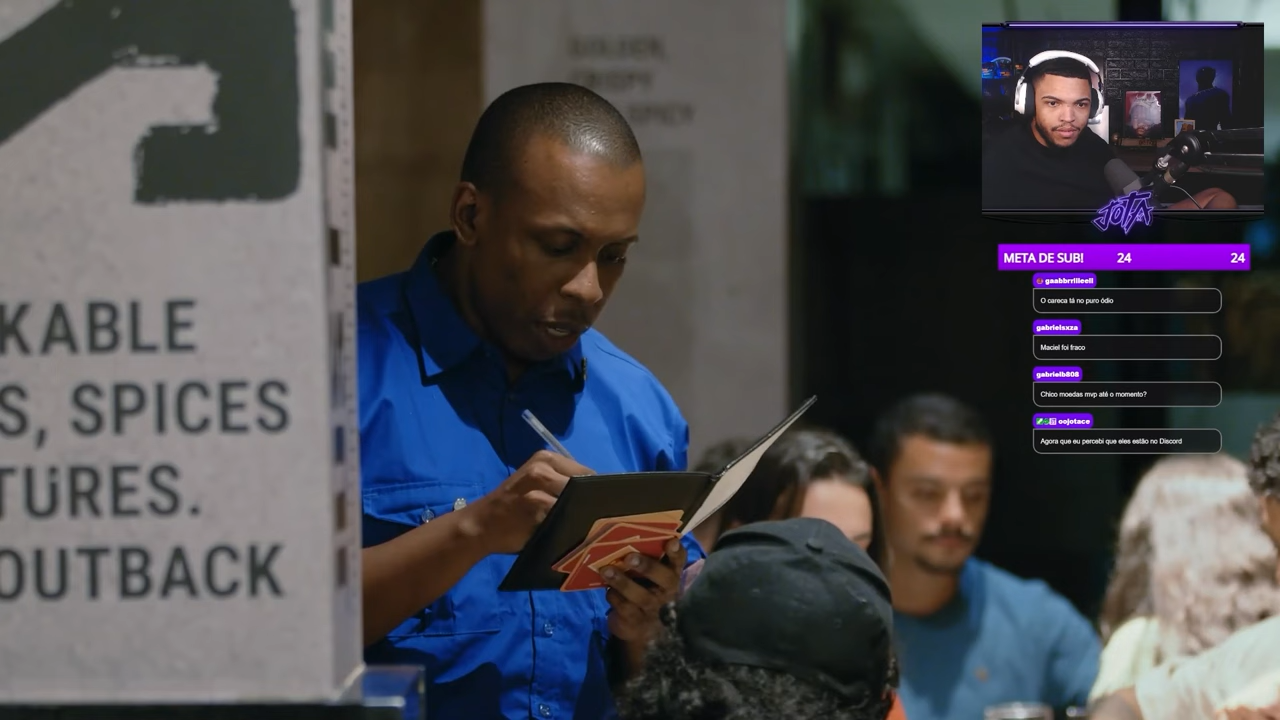 KABLE
S, SPICES
TURES.
OUTBACK
JOTA
META DE SUB! 24 24
gaabbrrilleell
O careca tá no puro ódio
gabrielsxza
Maciel foi fraco
gabrielb808
Chico moedas mvp até o momento?
oojotace
Agora que eu percebi que eles estão no Discord